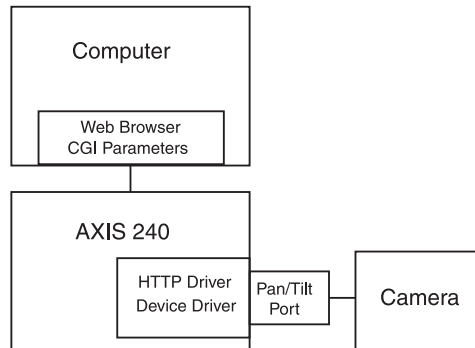 Computer
Web Browser
CGI Parameters
AXIS 240
HTTP Driver
Device Driver
Pan/Tilt
Port
Camera